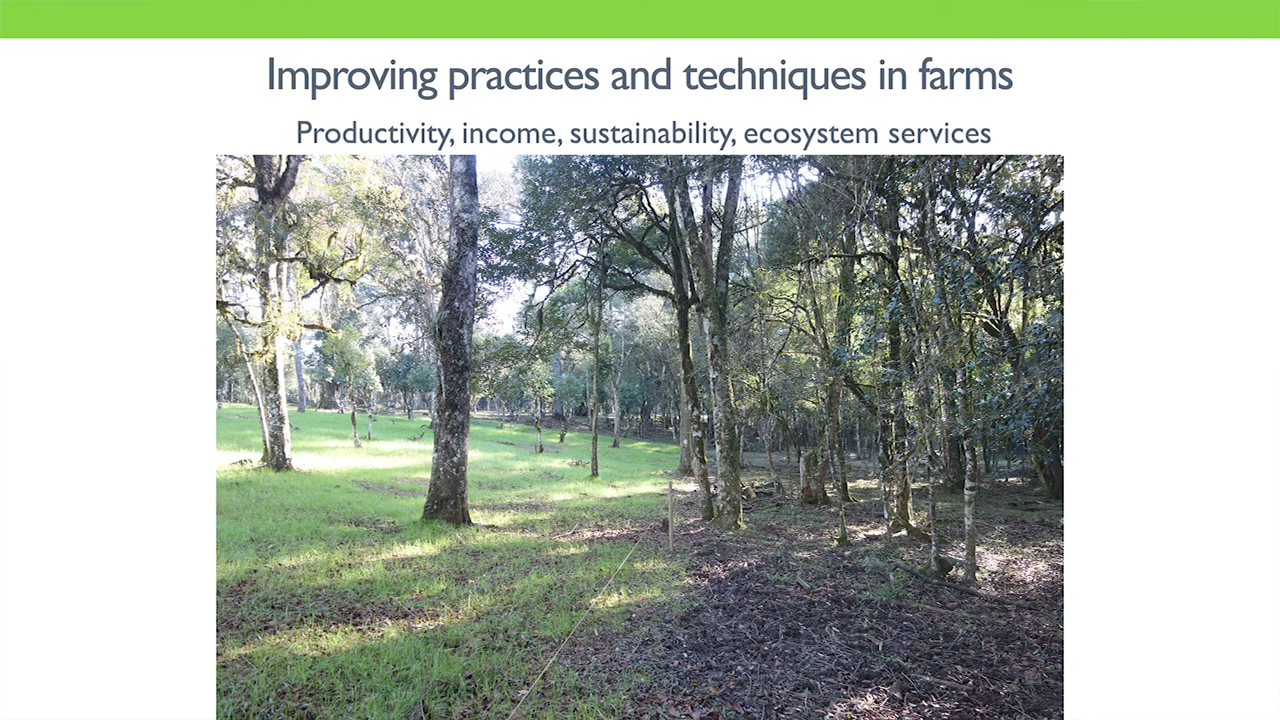 Improving practices and techniques in farms
Productivity, income, sustainability, ecosystem services